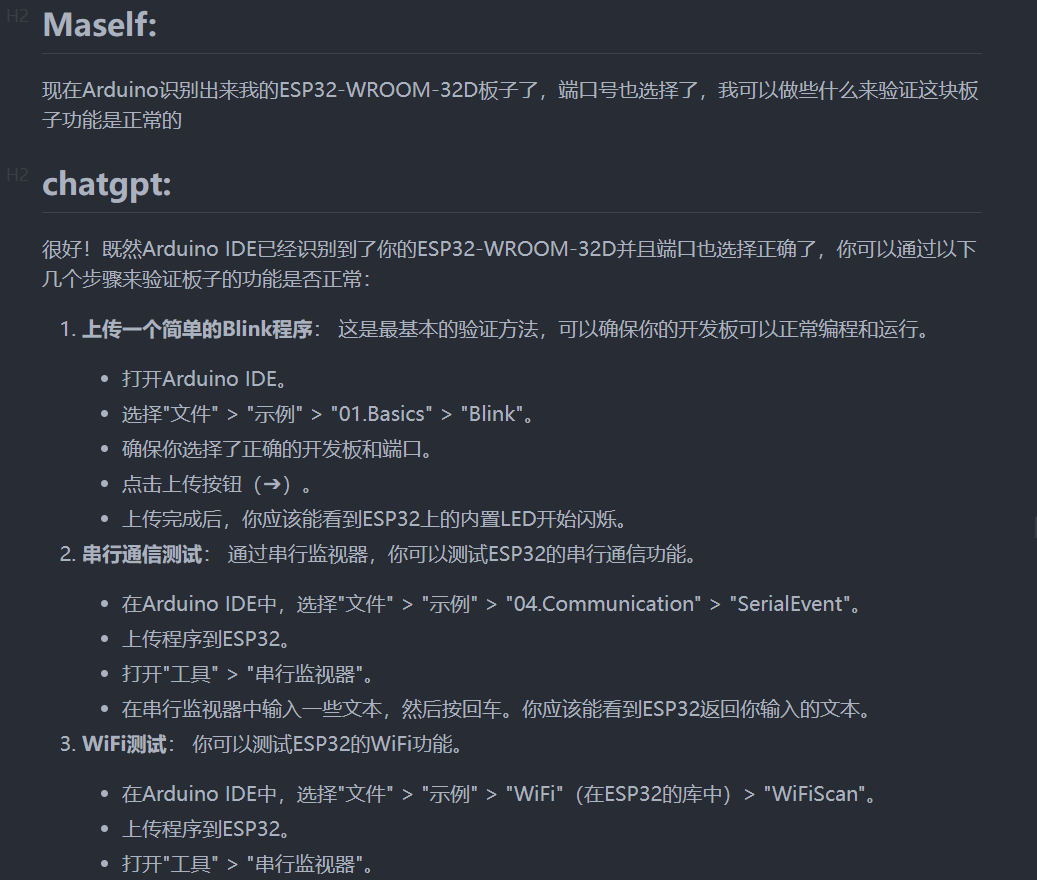 H2
Maself:
现在Arduino识别出来我的ESP32-WROOM-32D板子了，端口号也选择了，我可以做些什么来验证这块板
子功能是正常的
H2
chatgpt:
很好！既然Arduino IDE已经识别到了你的ESP32-WROOM-32D并且端口也选择正确了，你可以通过以下
几个步骤来验证板子的功能是否正常：
1. 上传一个简单的Blink程序： 这是最基本的验证方法，可以确保你的开发板可以正常编程和运行。
• 打开Arduino IDE。
• 选择"文件" > "示例" > "01.Basics" > "Blink"。
• 确保你选择了正确的开发板和端口。
• 点击上传按钮（➔）。
• 上传完成后，你应该能看到ESP32上的内置LED开始闪烁。
2. 串行通信测试： 通过串行监视器，你可以测试ESP32的串行通信功能。
• 在Arduino IDE中，选择"文件" > "示例" > "04.Communication" > "SerialEvent"。
• 上传程序到ESP32。
• 打开"工具" > "串行监视器"。
• 在串行监视器中输入一些文本，然后按回车。你应该能看到ESP32返回你输入的文本。
3. WiFi测试： 你可以测试ESP32的WiFi功能。
• 在Arduino IDE中，选择"文件" > "示例" > "WiFi"（在ESP32的库中）> "WiFiScan"。
• 上传程序到ESP32。
• 打开"工具" > "串行监视器"。